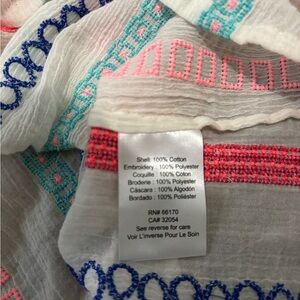 Shell: 100% Cotton
Embroidery: 100% Polyester
Coquille: 100% Coton
Broderie: 100% Polyester
Cáscara: 100% Algodón
Bordado: 100% Poliéster
RN# 66170
CA# 32054
See reverse for care
Voir L'inverse Pour Le Soin